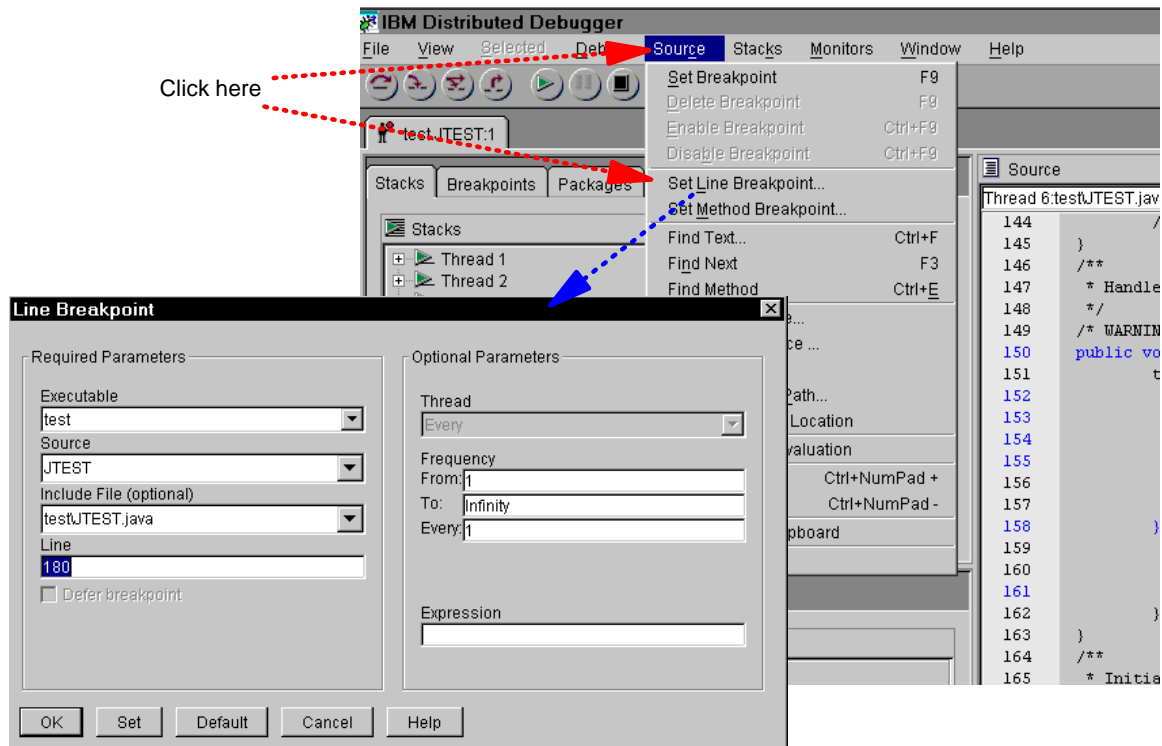 IBM Distributed Debugger
File View Selected Source Stacks Monitors Window Help
Click here
Set Breakpoint F9
Delete Breakpoint F9
Enable Breakpoint Ctrl+F9
Disable Breakpoint Ctrl+F9
Set Line Breakpoint...
Set Method Breakpoint...
Find Text... Ctrl+F
Find Next F3
Find Method Ctrl+E
...
ce ...
Path...
Location
valuation
Ctrl+NumPad +
Ctrl+NumPad -
pboard
test.JTEST:1
Stacks Breakpoints Packages
Stacks
Thread 1
Thread 2
Source
Thread 6:test\JTEST.jav
144 /
145 }
146 /**
147 * Handle
148 */
149 /* WARNIN
150 public vo
151 t
152
153
154
155
156
157
158 }
159
160
161
162 }
163 }
164 /**
165 * Initia
Line Breakpoint
Required Parameters
Executable
test
Source
JTEST
Include File (optional)
test\JTEST.java
Line
180
Defer breakpoint
Optional Parameters
Thread
Every
Frequency
From: 1
To: Infinity
Every: 1
Expression
OK Set Default Cancel Help